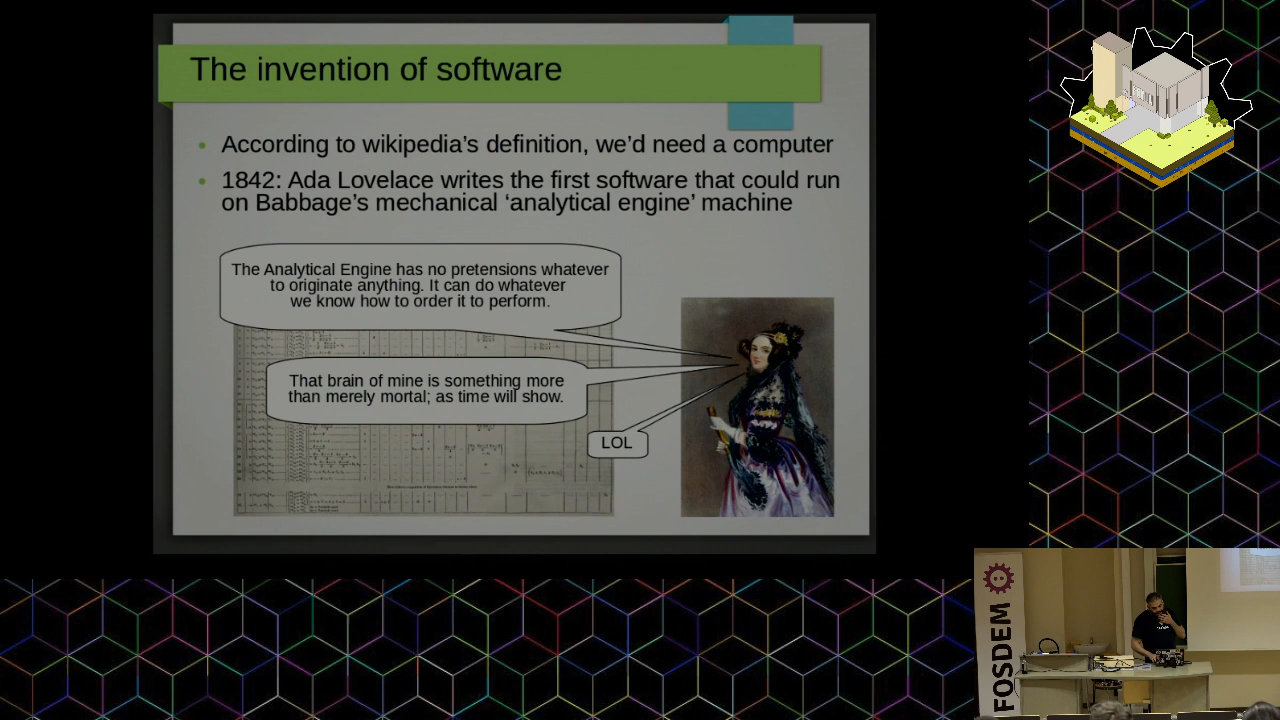 The invention of software
According to wikipedia's definition, we'd need a computer
1842: Ada Lovelace writes the first software that could run
on Babbage's mechanical 'analytical engine' machine
The Analytical Engine has no pretensions whatever
to originate anything. It can do whatever
we know how to order it to perform.
That brain of mine is something more
than merely mortal; as time will show.
LOL
FOSDEM